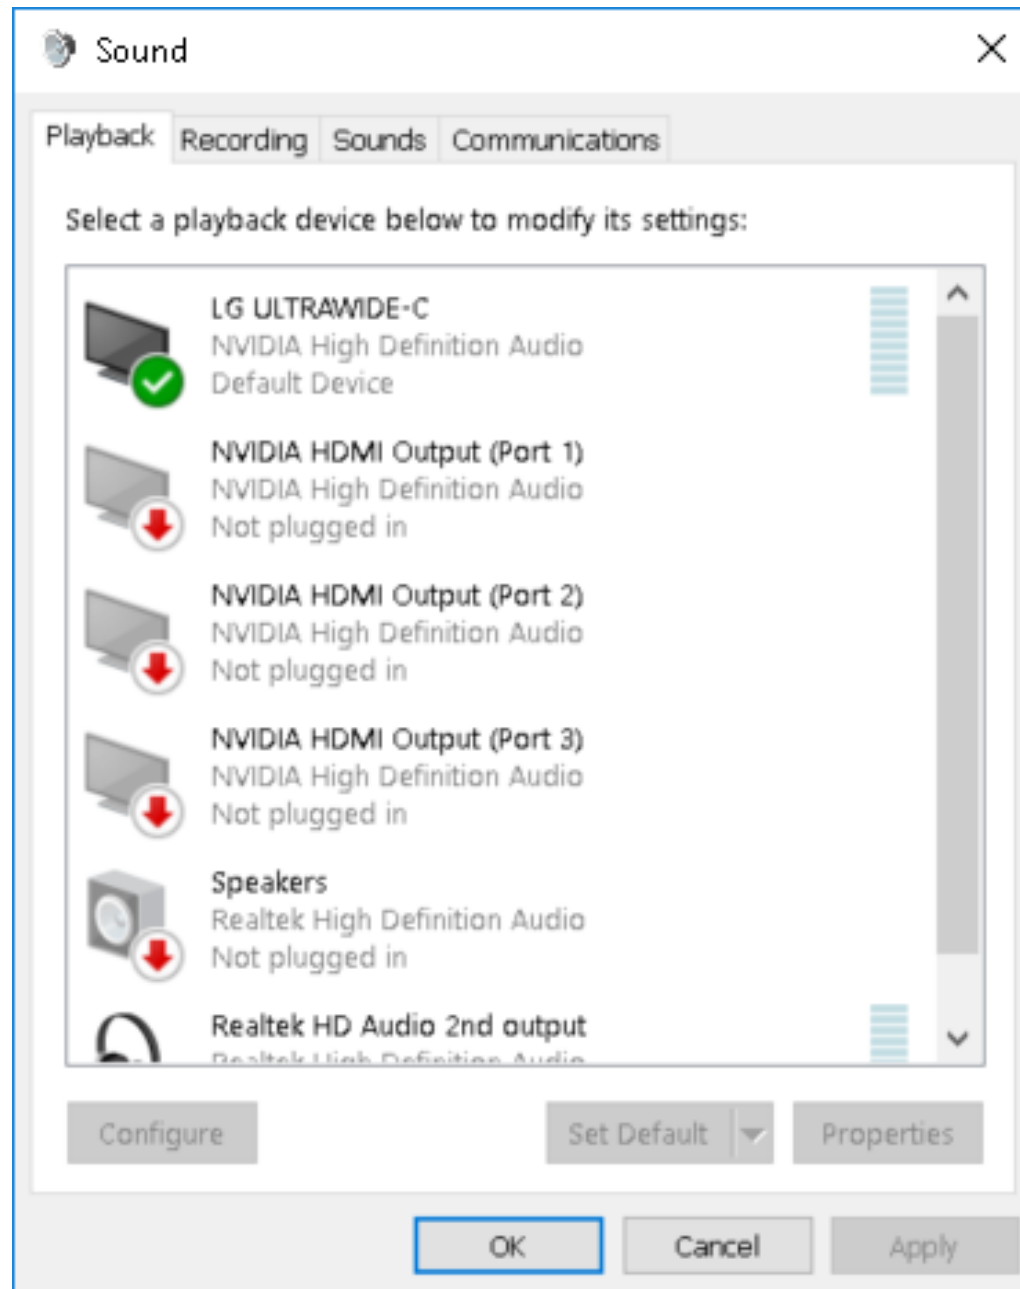 Sound
Playback Recording Sounds Communications
Select a playback device below to modify its settings:
LG ULTRAWIDE-C
NVIDIA High Definition Audio
Default Device
NVIDIA HDMI Output (Port 1)
NVIDIA High Definition Audio
Not plugged in
NVIDIA HDMI Output (Port 2)
NVIDIA High Definition Audio
Not plugged in
NVIDIA HDMI Output (Port 3)
NVIDIA High Definition Audio
Not plugged in
Speakers
Realtek High Definition Audio
Not plugged in
Realtek HD Audio 2nd output
Realtek High Definition Audio
Configure Set Default Properties
OK Cancel Apply